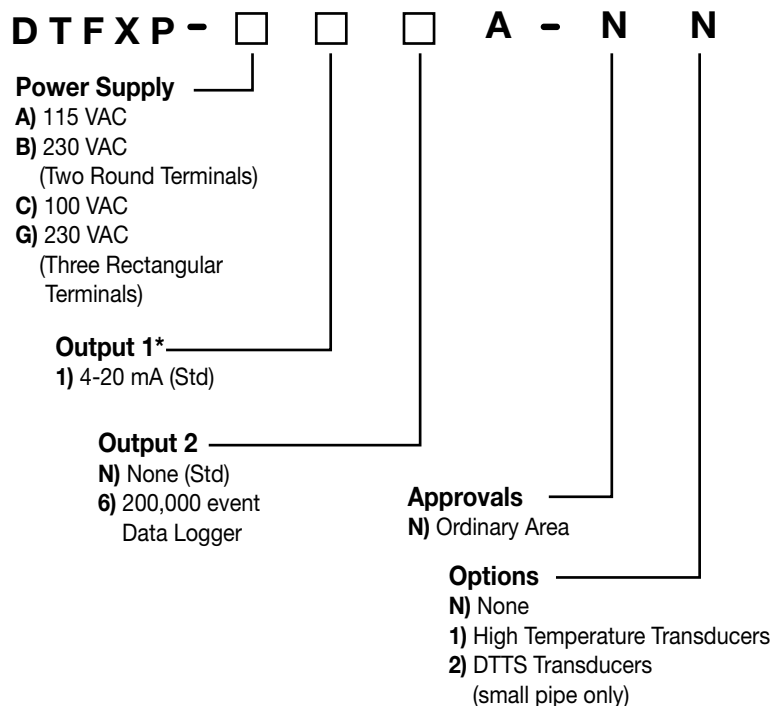 DTFXP- □ □ □ A - N N
Power Supply
A) 115 VAC
B) 230 VAC
(Two Round Terminals)
C) 100 VAC
G) 230 VAC
(Three Rectangular
Terminals)
Output 1*
1) 4-20 mA (Std)
Output 2
N) None (Std)
6) 200,000 event
Data Logger
Approvals
N) Ordinary Area
Options
N) None
1) High Temperature Transducers
2) DTTS Transducers
(small pipe only)